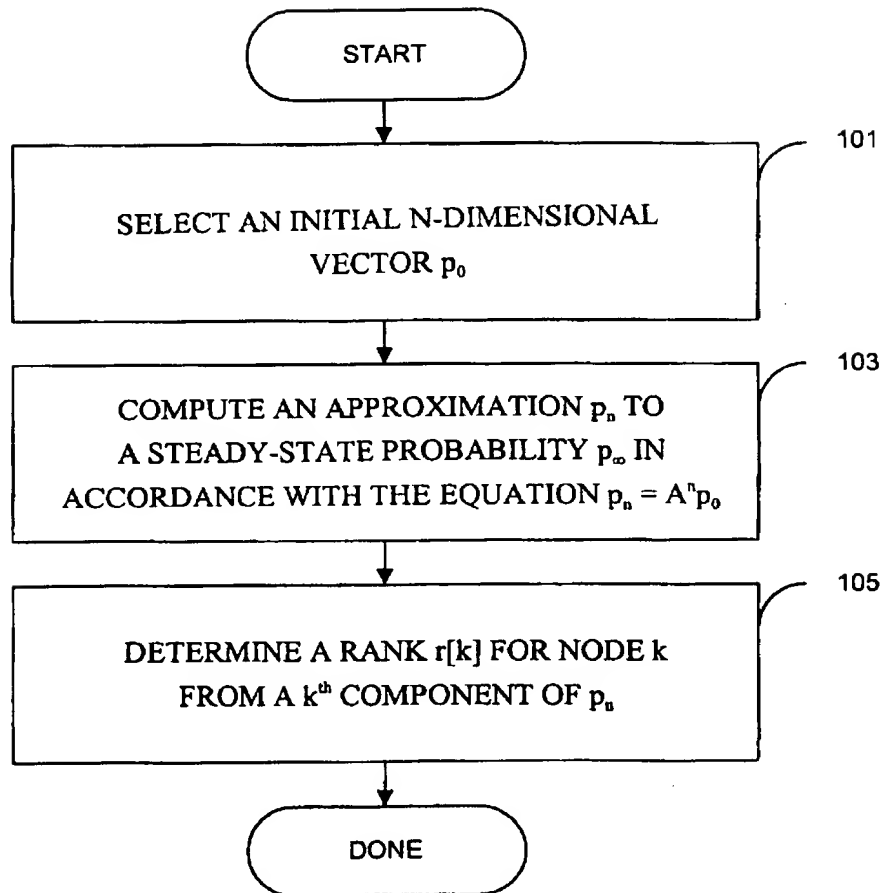 START
101
SELECT AN INITIAL N-DIMENSIONAL
VECTOR p₀
103
COMPUTE AN APPROXIMATION pₙ TO
A STEADY-STATE PROBABILITY p∞ IN
ACCORDANCE WITH THE EQUATION pₙ = Aⁿp₀
105
DETERMINE A RANK r[k] FOR NODE k
FROM A kᵗʰ COMPONENT OF pₙ
DONE